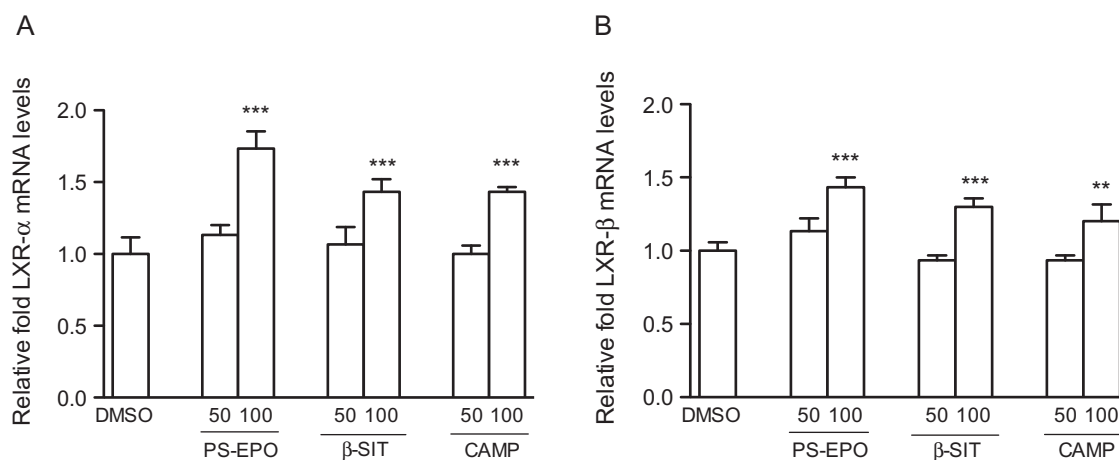 A
Relative fold LXR-α mRNA levels
2.0
1.5
1.0
0.5
0.0
***
***
***
DMSO
50 100
50 100
50 100
PS-EPO
β-SIT
CAMP
B
Relative fold LXR-β mRNA levels
2.0
1.5
1.0
0.5
0.0
***
***
**
DMSO
50 100
50 100
50 100
PS-EPO
β-SIT
CAMP